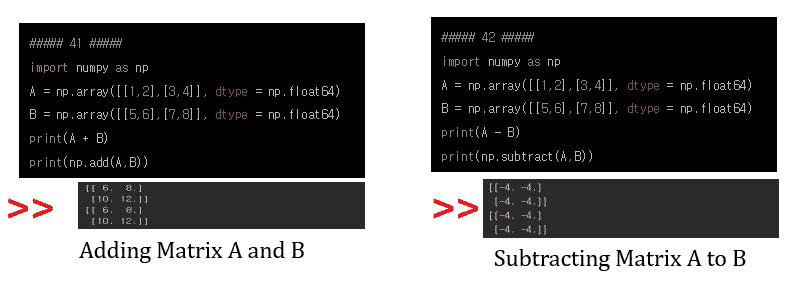 ##### 41 #####
import numpy as np
A = np.array([[1,2],[3,4]], dtype = np.float64)
B = np.array([[5,6],[7,8]], dtype = np.float64)
print(A + B)
print(np.add(A,B))
>>
[[ 6.  8.]
 [10. 12.]]
[[ 6.  8.]
 [10. 12.]]
Adding Matrix A and B
##### 42 #####
import numpy as np
A = np.array([[1,2],[3,4]], dtype = np.float64)
B = np.array([[5,6],[7,8]], dtype = np.float64)
print(A - B)
print(np.subtract(A,B))
>>
[[-4. -4.]
 [-4. -4.]]
[[-4. -4.]
 [-4. -4.]]
Subtracting Matrix A to B